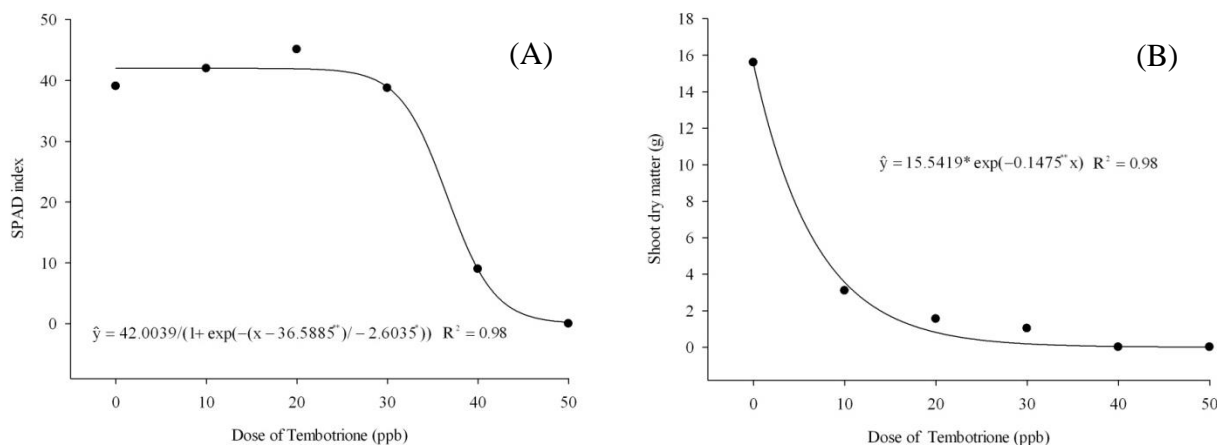 (A)
50
40
30
20
10
0
SPAD index
ŷ = 42.0039/(1+ exp(−(x − 36.5885**)/ − 2.6035*)) R² = 0.98
0 10 20 30 40 50
Dose of Tembotrione (ppb)
(B)
18
16
14
12
10
8
6
4
2
0
Shoot dry matter (g)
ŷ = 15.5419* exp(−0.1475**x) R² = 0.98
0 10 20 30 40 50
Dose of Tembotrione (ppb)